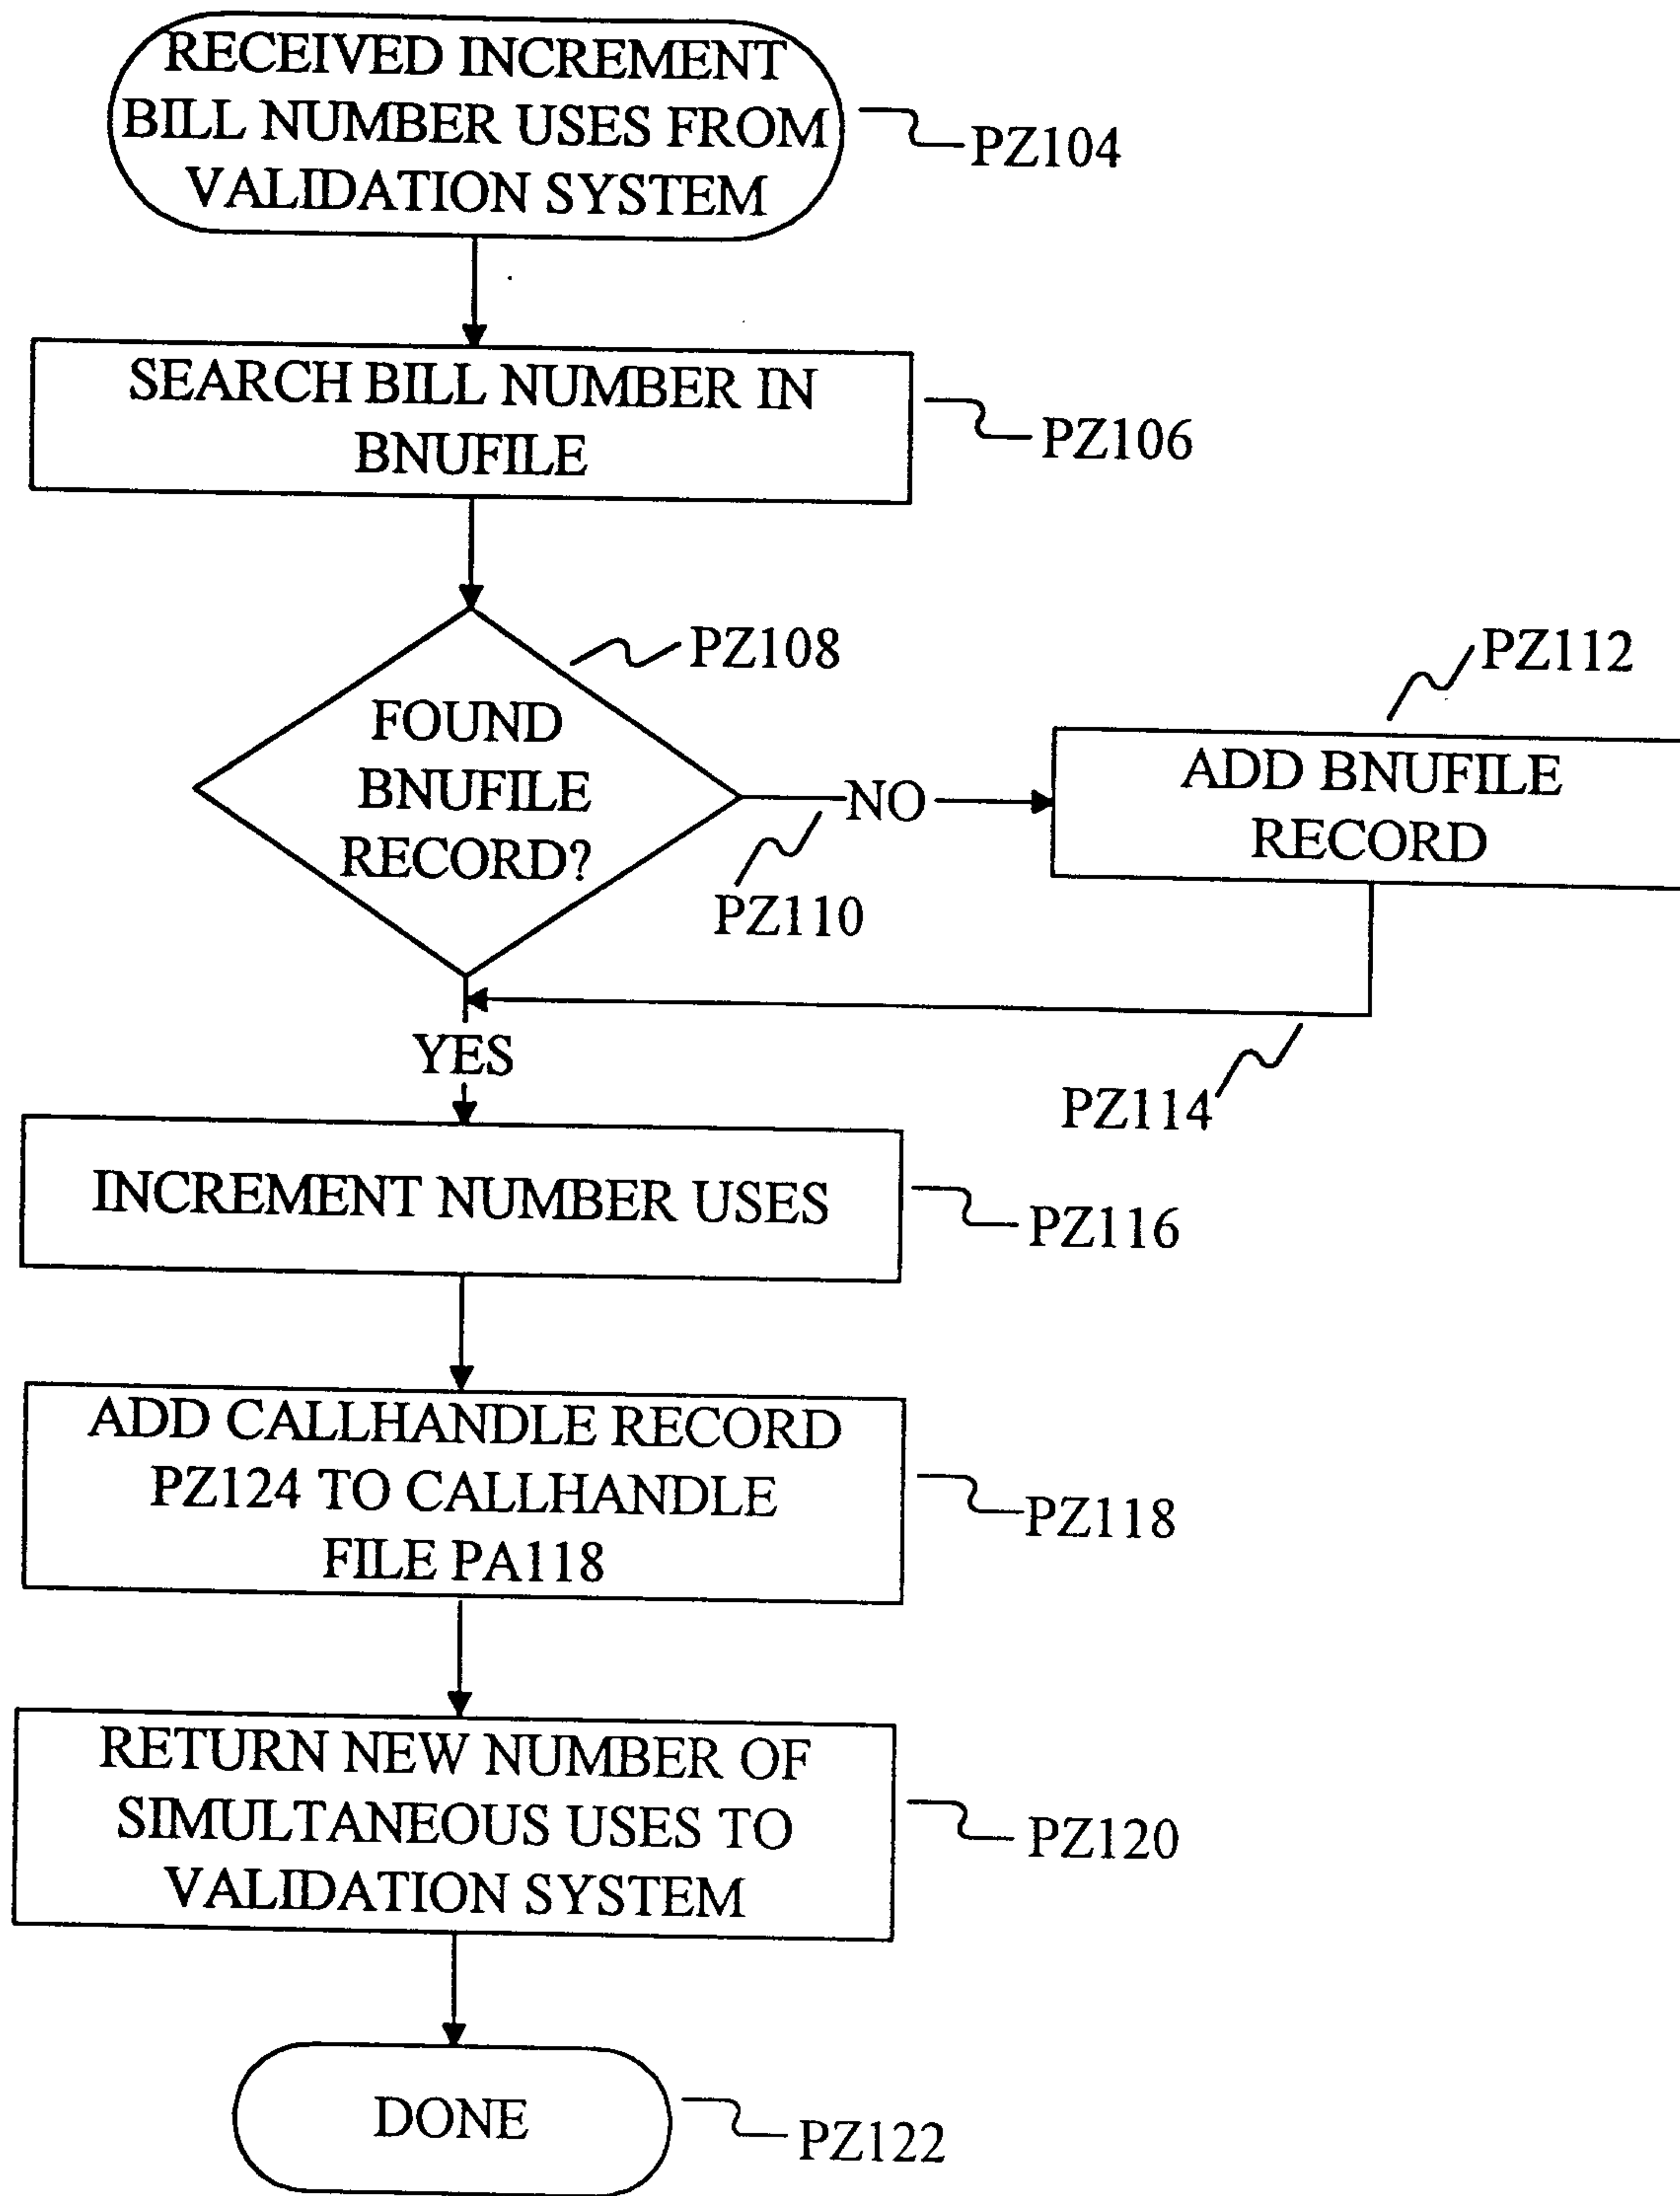 RECEIVED INCREMENT
BILL NUMBER USES FROM
VALIDATION SYSTEM
PZ104
SEARCH BILL NUMBER IN
BNUFILE
PZ106
PZ108
FOUND
BNUFILE
RECORD?
NO
PZ110
PZ112
ADD BNUFILE
RECORD
PZ114
YES
INCREMENT NUMBER USES
PZ116
ADD CALLHANDLE RECORD
PZ124 TO CALLHANDLE
FILE PA118
PZ118
RETURN NEW NUMBER OF
SIMULTANEOUS USES TO
VALIDATION SYSTEM
PZ120
DONE
PZ122